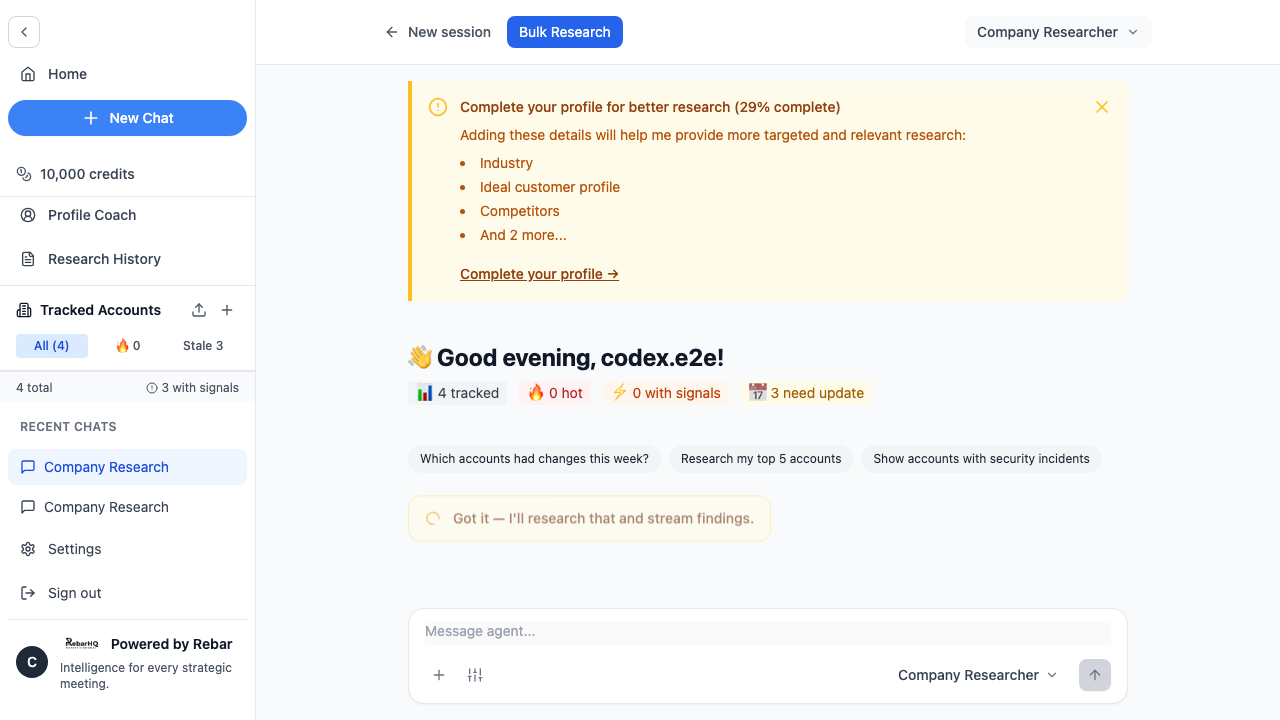 Home
New Chat
10,000 credits
Profile Coach
Research History
Tracked Accounts
All (4)
🔥 0
Stale 3
4 total
3 with signals
RECENT CHATS
Company Research
Company Research
Settings
Sign out
C
RebarHQ
Powered by Rebar
Intelligence for every strategic
meeting.
New session
Bulk Research
Company Researcher
Complete your profile for better research (29% complete)
Adding these details will help me provide more targeted and relevant research:
• Industry
• Ideal customer profile
• Competitors
• And 2 more...
Complete your profile →
👋 Good evening, codex.e2e!
📊 4 tracked
🔥 0 hot
⚡ 0 with signals
📅 3 need update
Which accounts had changes this week?
Research my top 5 accounts
Show accounts with security incidents
Got it — I'll research that and stream findings.
Message agent...
Company Researcher